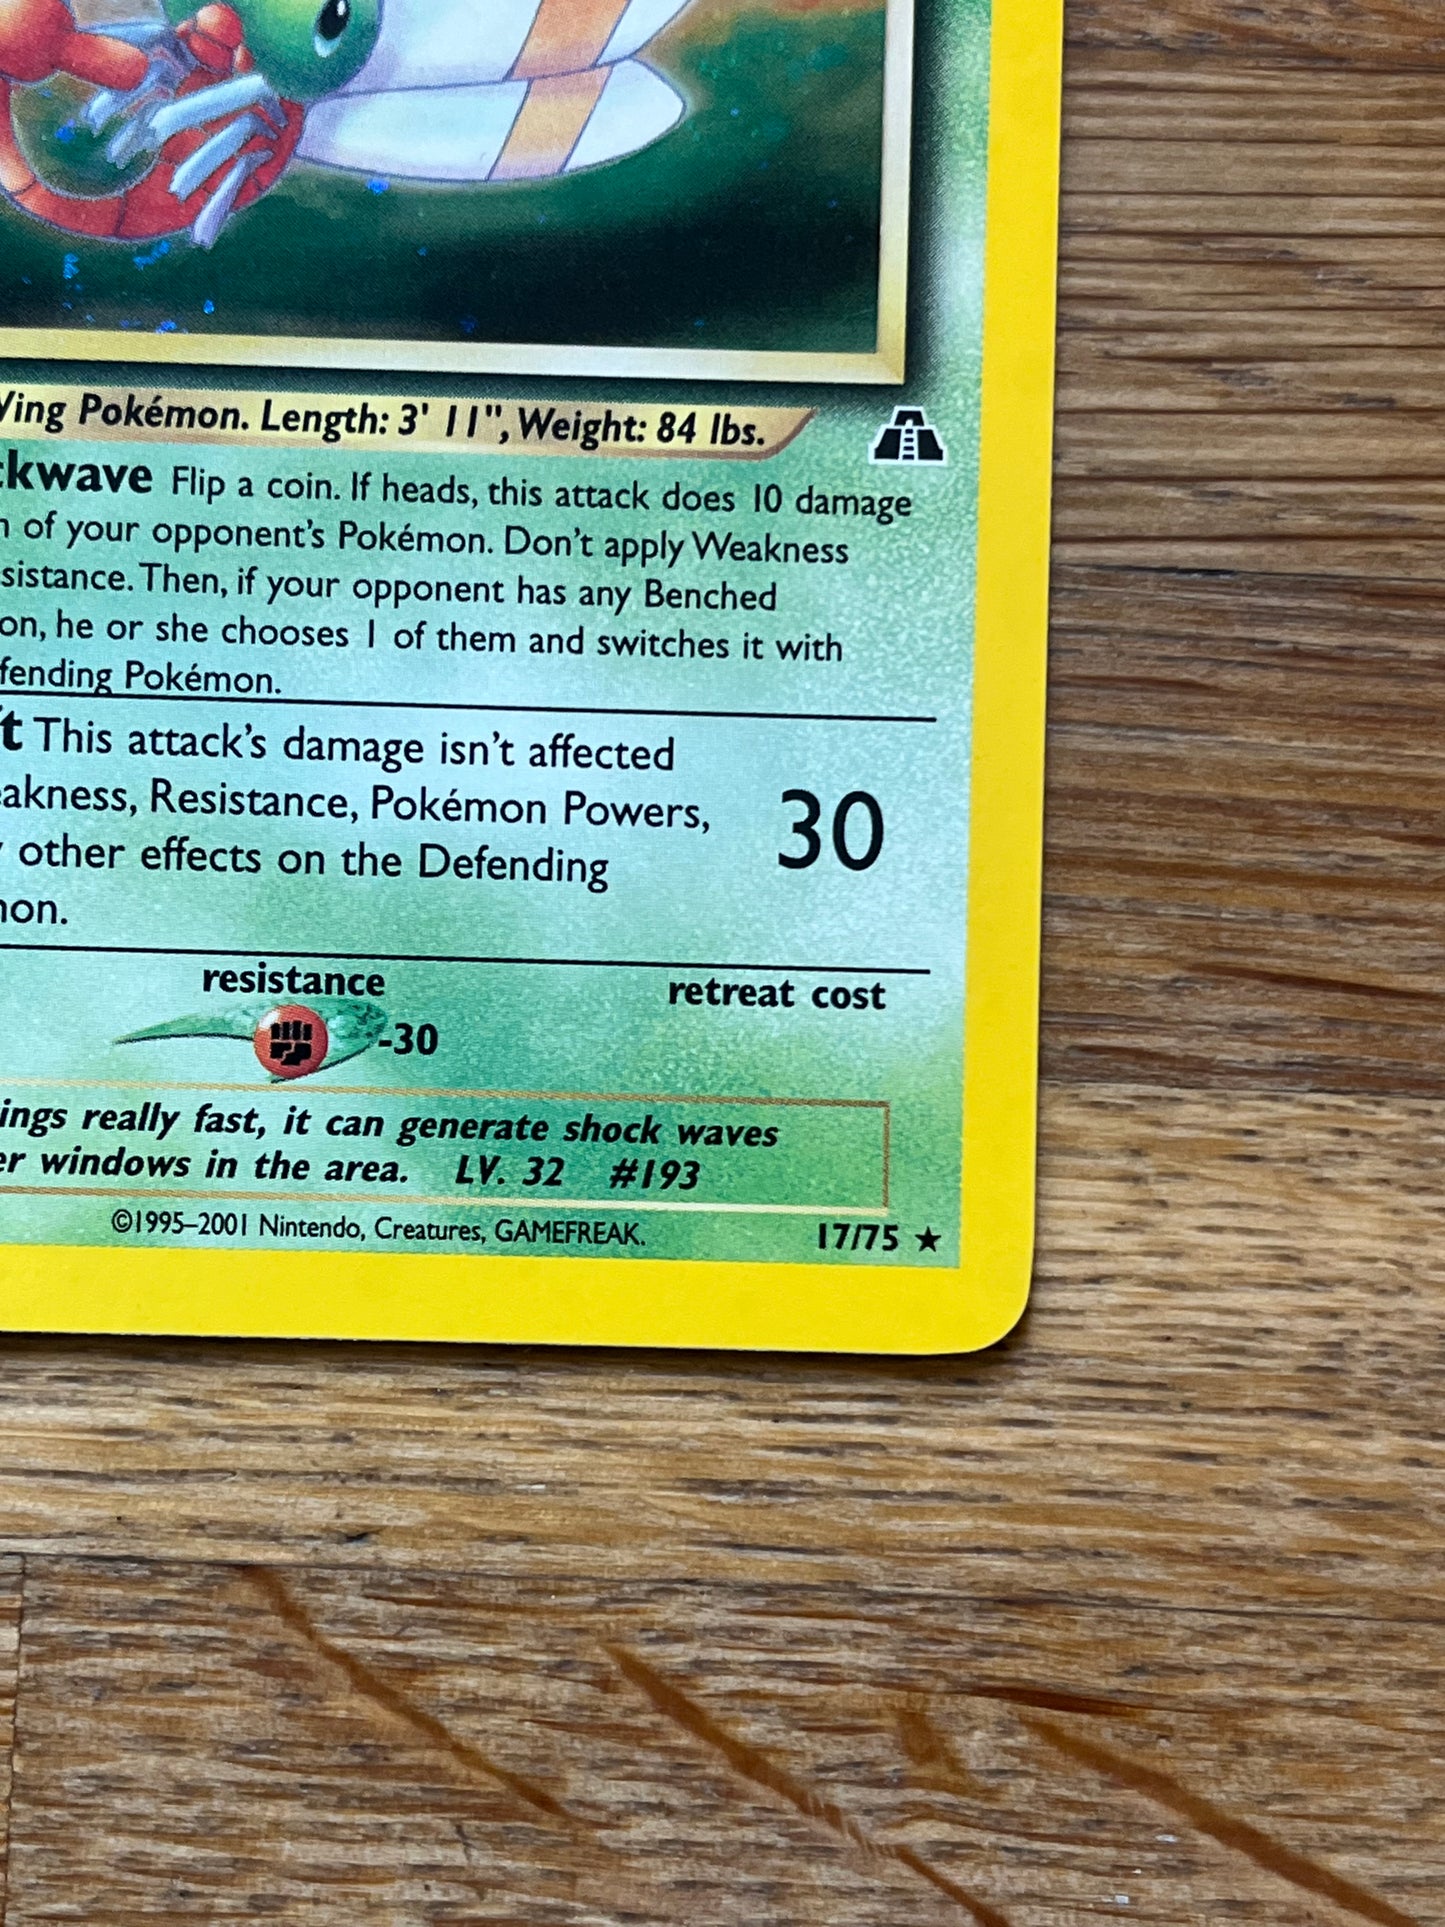 Wing Pokémon. Length: 3' 11", Weight: 84 lbs.
ckwave Flip a coin. If heads, this attack does 10 damage
of your opponent's Pokémon. Don't apply Weakness
sistance. Then, if your opponent has any Benched
on, he or she chooses 1 of them and switches it with
fending Pokémon.
t This attack's damage isn't affected
eakness, Resistance, Pokémon Powers,
other effects on the Defending
non.
30
resistance
retreat cost
-30
ings really fast, it can generate shock waves
er windows in the area. LV. 32 #193
©1995–2001 Nintendo, Creatures, GAMEFREAK.
17/75 ★